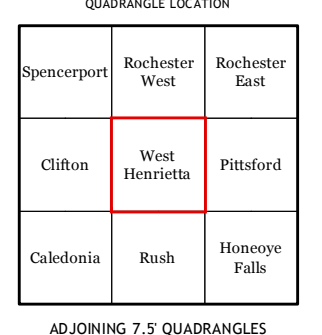 QUADRANGLE LOCATION
Spencerport
Rochester
West
Rochester
East
Clifton
West
Henrietta
Pittsford
Caledonia
Rush
Honeoye
Falls
ADJOINING 7.5' QUADRANGLES